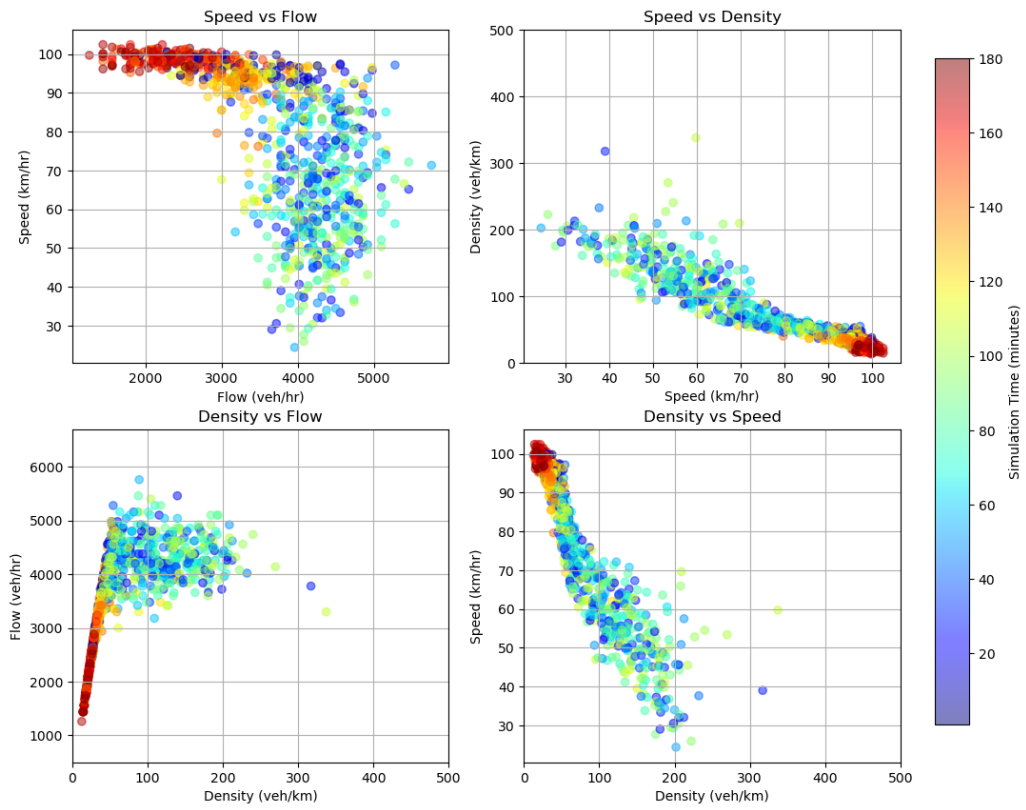 Speed vs Flow
100
90
80
70
60
50
40
30
Speed (km/hr)
2000 3000 4000 5000
Flow (veh/hr)
Speed vs Density
500
400
300
200
100
0
Density (veh/km)
30 40 50 60 70 80 90 100
Speed (km/hr)
Density vs Flow
6000
5000
4000
3000
2000
1000
Flow (veh/hr)
0 100 200 300 400 500
Density (veh/km)
Density vs Speed
100
90
80
70
60
50
40
30
Speed (km/hr)
0 100 200 300 400 500
Density (veh/km)
180
160
140
120
100
80
60
40
20
Simulation Time (minutes)